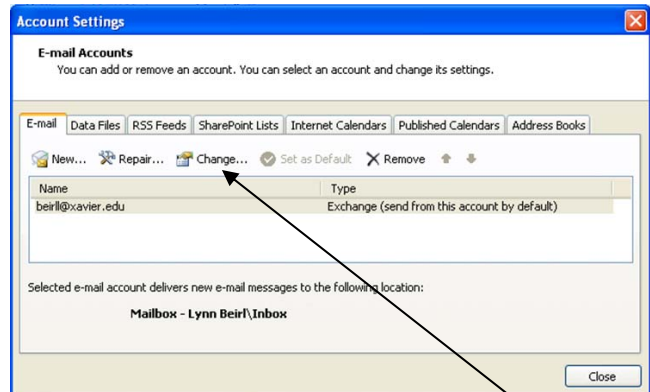 Account Settings
E-mail Accounts
You can add or remove an account. You can select an account and change its settings.
E-mail Data Files RSS Feeds SharePoint Lists Internet Calendars Published Calendars Address Books
New... Repair... Change... Set as Default Remove
Name Type
beirll@xavier.edu Exchange (send from this account by default)
Selected e-mail account delivers new e-mail messages to the following location:
Mailbox - Lynn Beirl\Inbox
Close